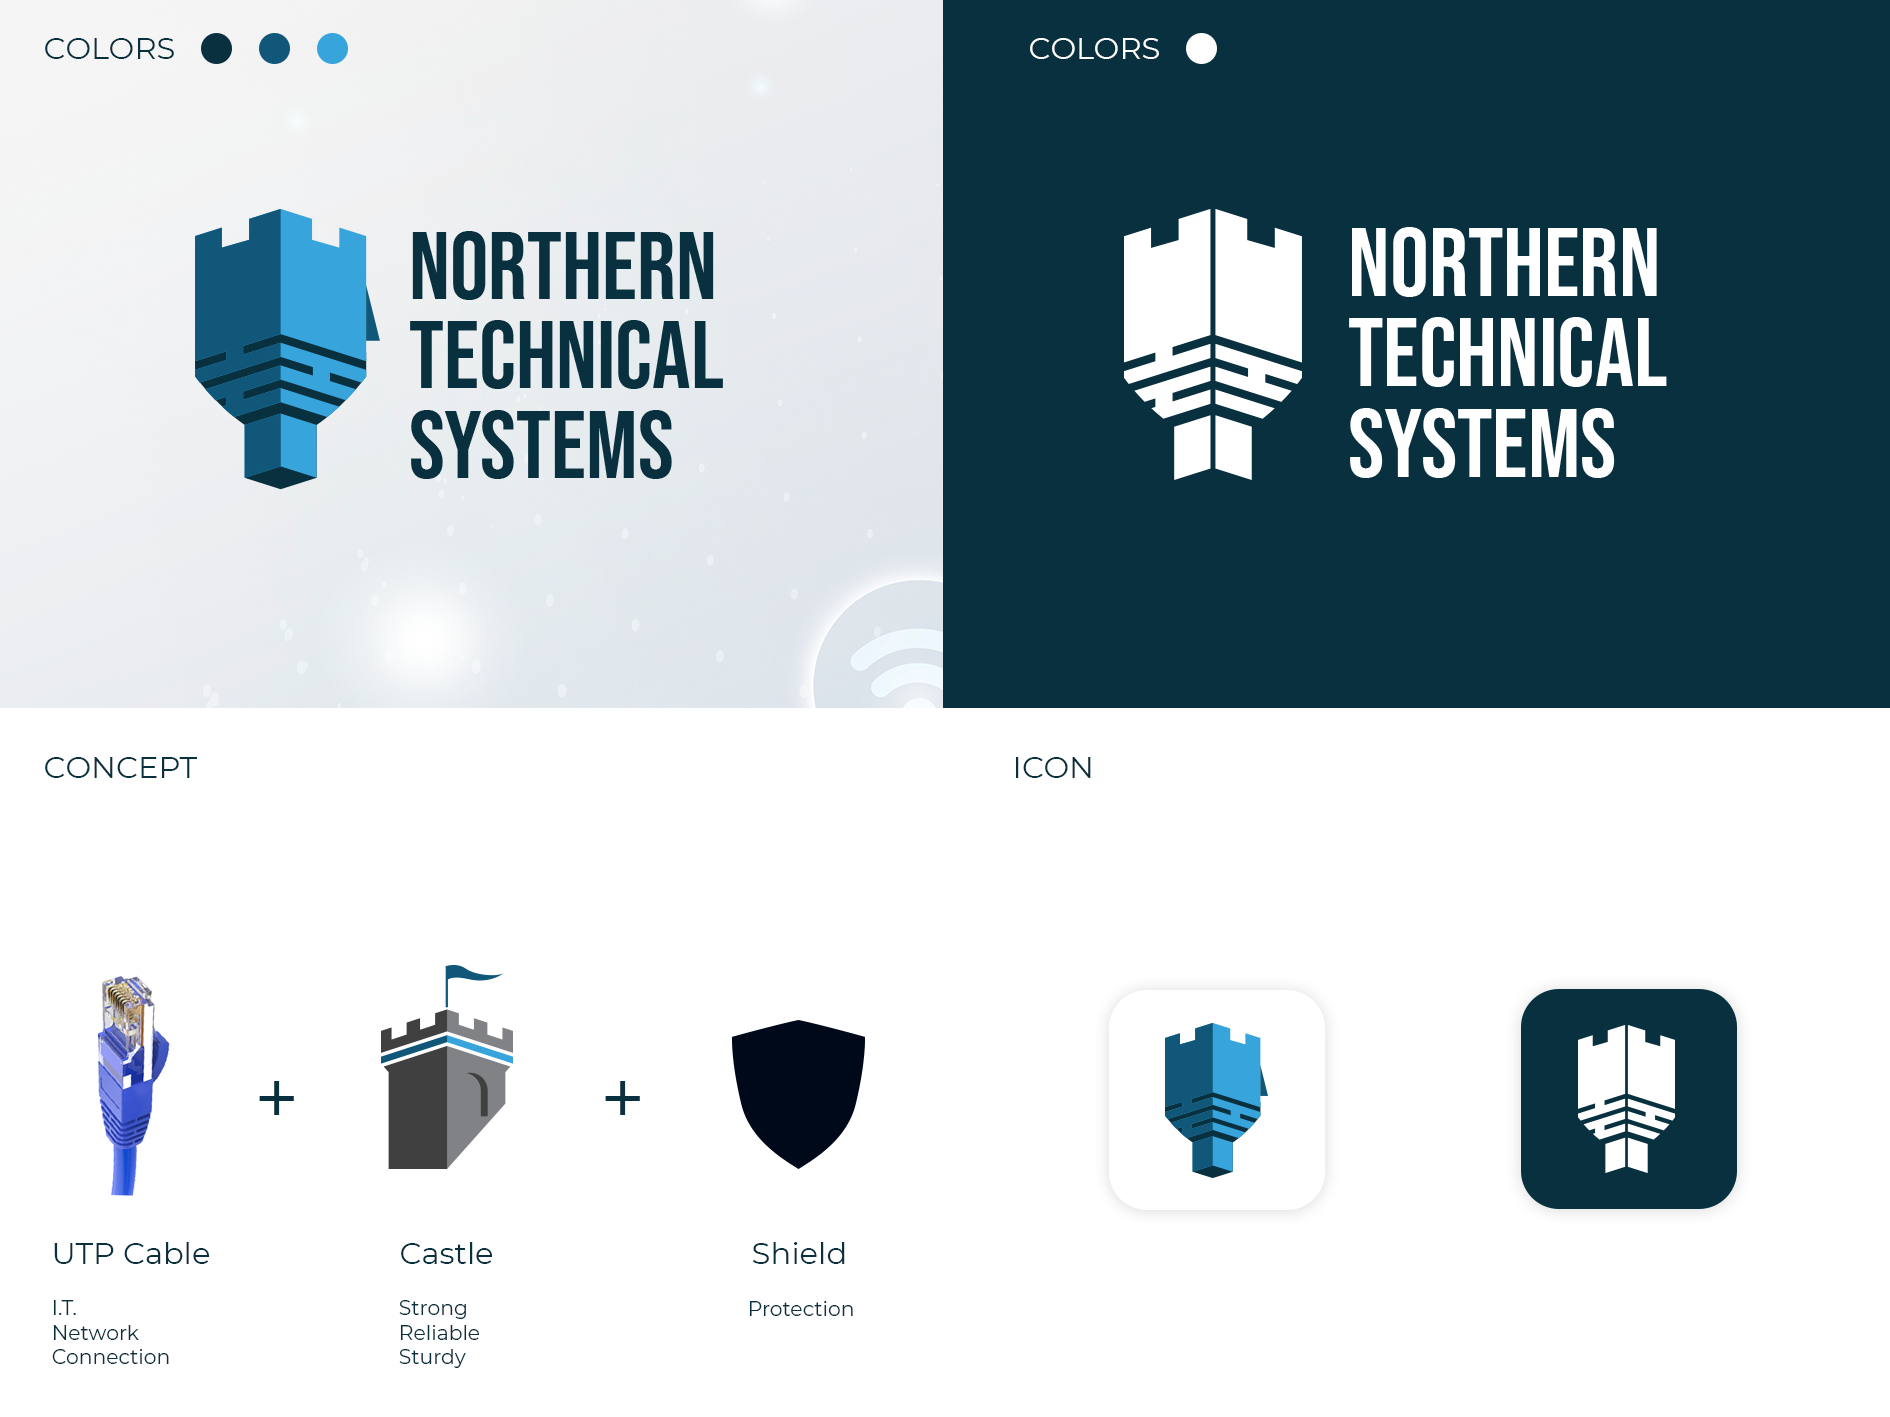 COLORS
NORTHERN
TECHNICAL
SYSTEMS
COLORS
NORTHERN
TECHNICAL
SYSTEMS
CONCEPT
+
+
UTP Cable
I.T.
Network
Connection
Castle
Strong
Reliable
Sturdy
Shield
Protection
ICON